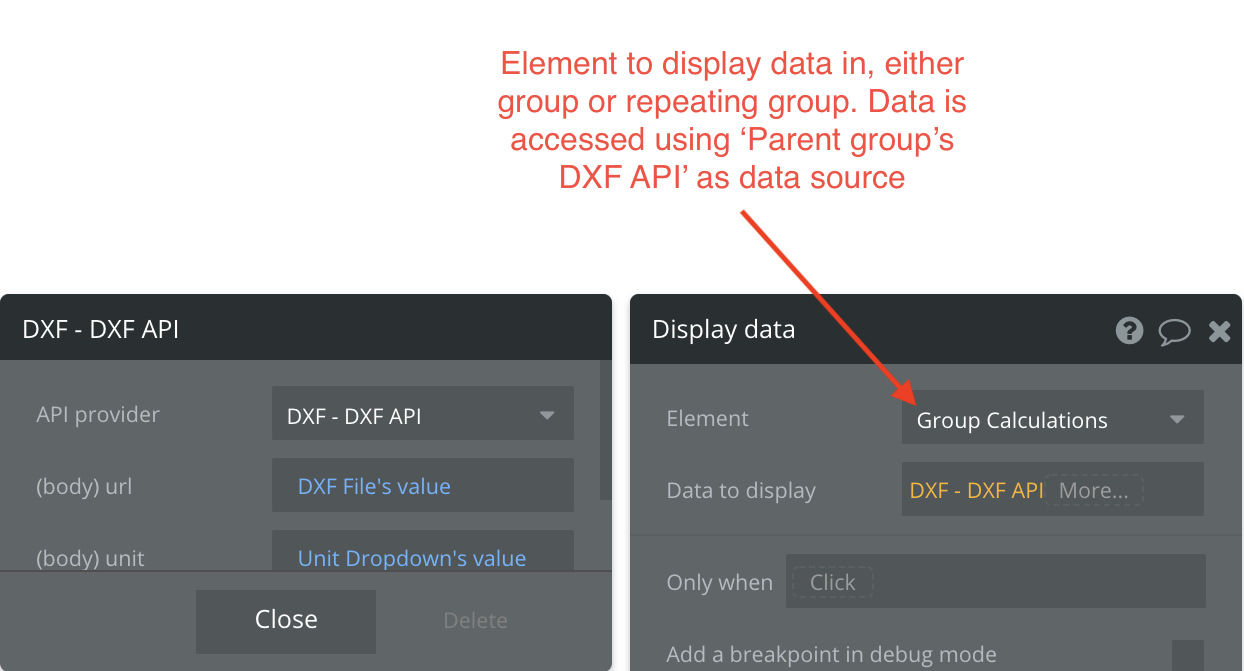 Element to display data in, either
group or repeating group. Data is
accessed using ‘Parent group’s
DXF API’ as data source
DXF - DXF API
API provider
DXF - DXF API
(body) url
DXF File's value
(body) unit
Unit Dropdown's value
Close
Delete
Display data
?
Element
Group Calculations
Data to display
DXF - DXF API More...
Only when
Click
Add a breakpoint in debug mode